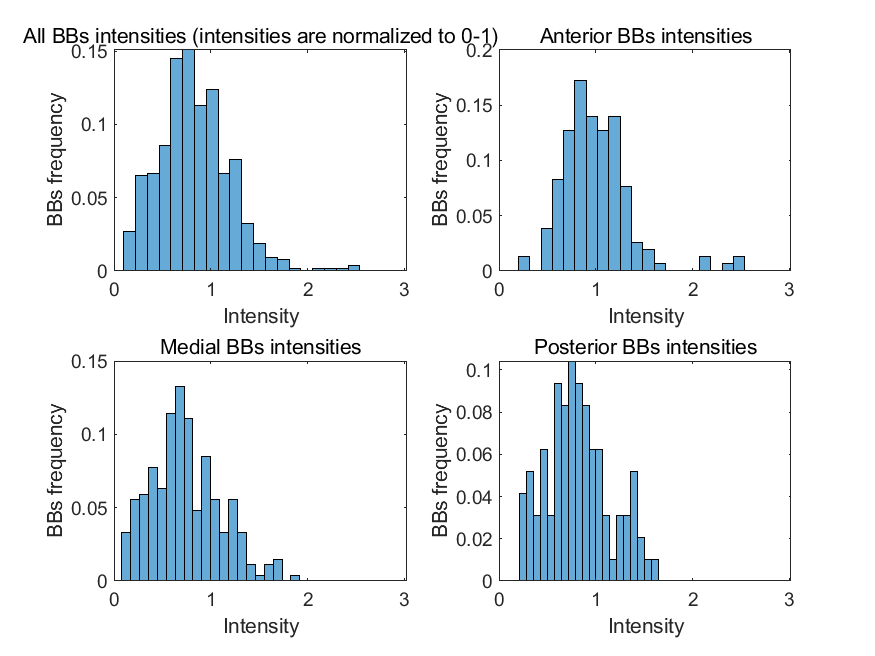 All BBs intensities (intensities are normalized to 0-1)
0.15
0.1
0.05
0
BBs frequency
0 1 2 3
Intensity
Anterior BBs intensities
0.2
0.15
0.1
0.05
0
BBs frequency
0 1 2 3
Intensity
Medial BBs intensities
0.15
0.1
0.05
0
BBs frequency
0 1 2 3
Intensity
Posterior BBs intensities
0.1
0.08
0.06
0.04
0.02
0
BBs frequency
0 1 2 3
Intensity